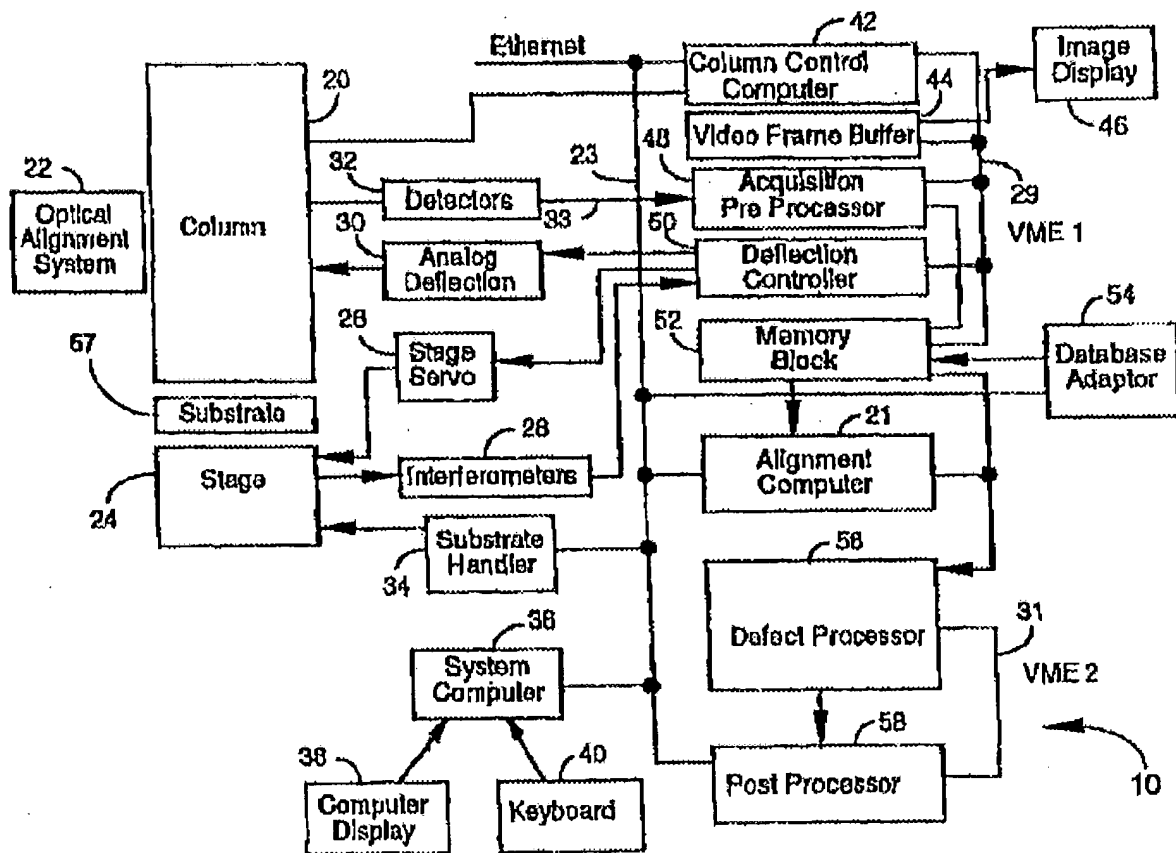 Ethernet
42
Column Control
Computer
44
Video Frame Buffer
Image
Display
46
20
22
Optical
Alignment
System
Column
32
Detectors
33
23
48
Acquisition
Pre Processor
29
VME 1
30
Analog
Deflection
50
Deflection
Controller
26
Stage
Servo
52
Memory
Block
54
Database
Adaptor
57
Substrate
24
Stage
28
Interferometers
21
Alignment
Computer
34
Substrate
Handler
56
Defect Processor
31
VME 2
36
System
Computer
38
Computer
Display
40
Keyboard
58
Post Processor
10